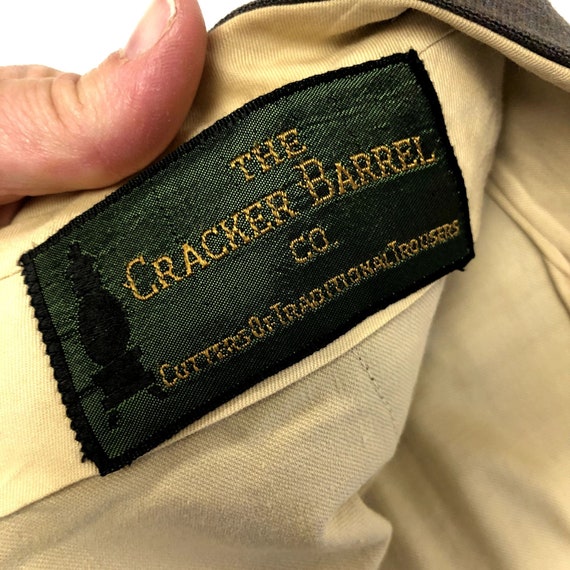 THE
CRACKER BARREL
CO.
CUTTERS OF TRADITIONAL TROUSERS